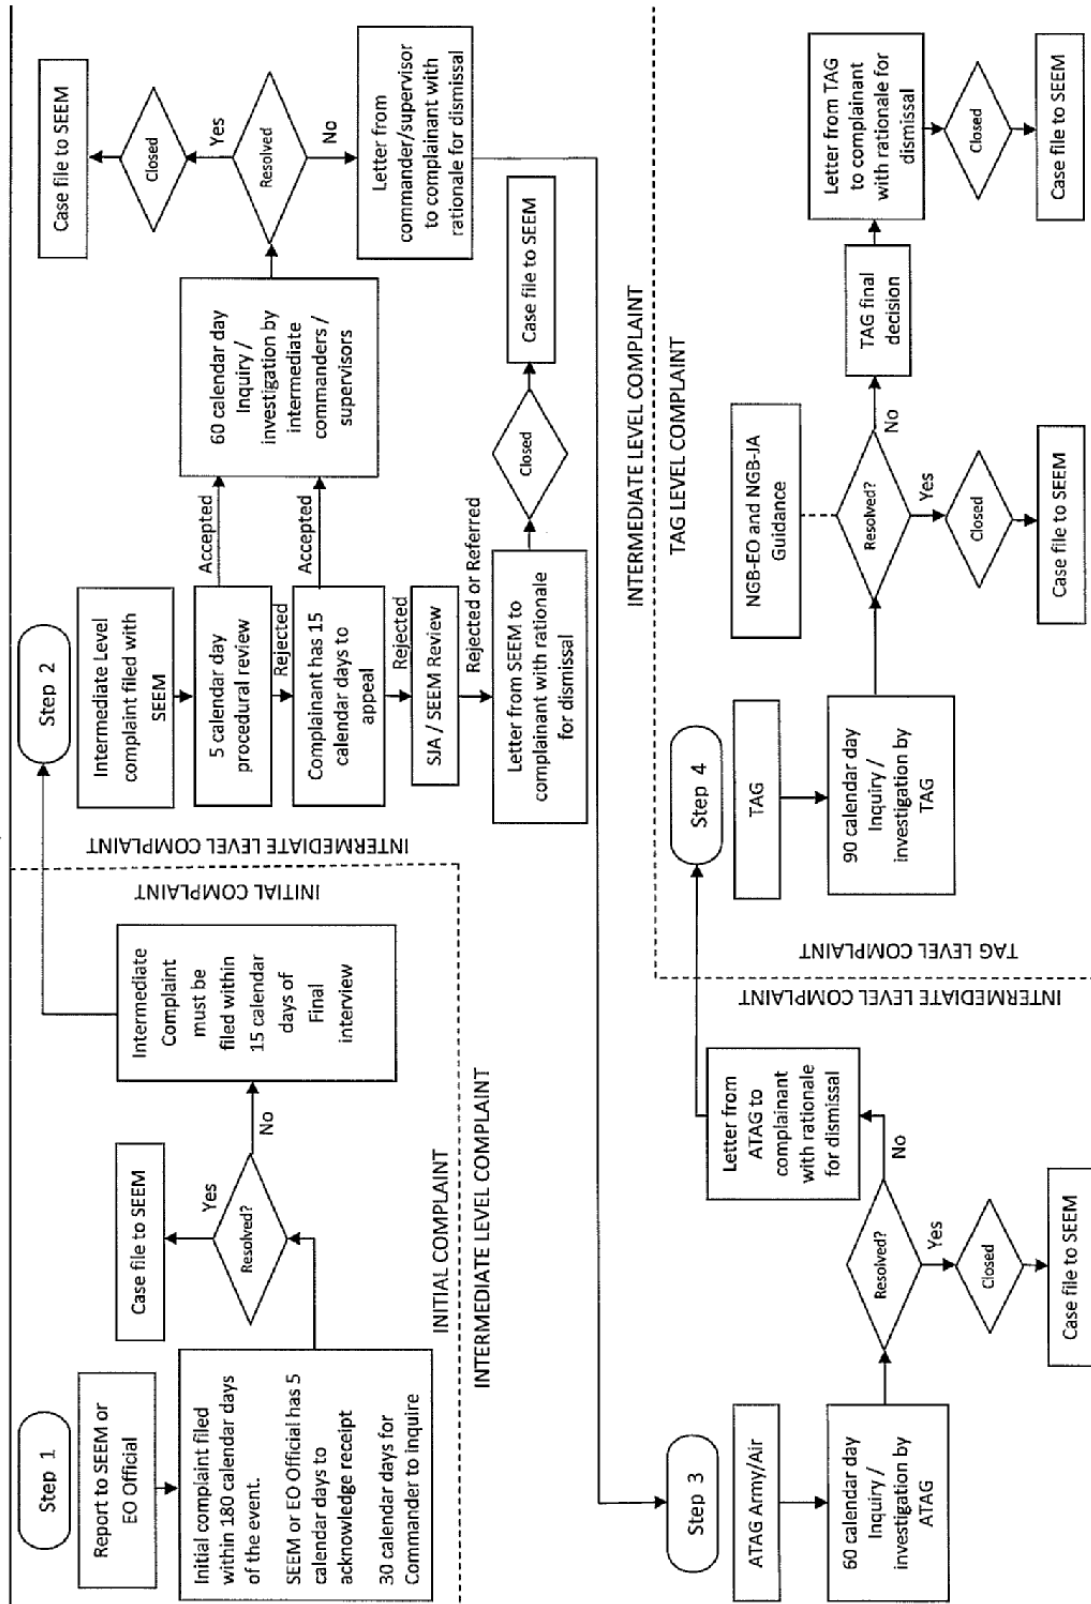 Step 1
Report to SEEM or
EO Official
Initial complaint filed
within 180 calendar days
of the event.
SEEM or EO Official has 5
calendar days to
acknowledge receipt
30 calendar days for
Commander to Inquire
Resolved?
Yes
Case file to SEEM
No
Intermediate
Complaint
must be
filed within
15 calendar
days of
Final
interview
INITIAL COMPLAINT
INITIAL COMPLAINT
INTERMEDIATE LEVEL COMPLAINT
INTERMEDIATE LEVEL COMPLAINT
Step 2
Intermediate Level
complaint filed with
SEEM
5 calendar day
procedural review
Accepted
Rejected
Complainant has 15
calendar days to
appeal
Accepted
Rejected
SJA / SEEM Review
Rejected or Referred
Letter from SEEM to
complainant with rationale
for dismissal
Closed
Case file to SEEM
60 calendar day
Inquiry /
investigation by
intermediate
commanders /
supervisors
Resolved
Yes
Closed
Case file to SEEM
No
Letter from
commander/supervisor
to complainant with
rationale for dismissal
Step 3
ATAG Army/Air
60 calendar day
Inquiry /
investigation by
ATAG
Resolved?
Yes
Closed
Case file to SEEM
No
Letter from
ATAG to
complainant
with rationale
for dismissal
INTERMEDIATE LEVEL COMPLAINT
TAG LEVEL COMPLAINT
INTERMEDIATE LEVEL COMPLAINT
TAG LEVEL COMPLAINT
Step 4
TAG
90 calendar day
Inquiry /
investigation by
TAG
NGB-EO and NGB-JA
Guidance
Resolved?
Yes
Closed
Case file to SEEM
No
TAG final
decision
Letter from TAG
to complainant
with rationale for
dismissal
Closed
Case file to SEEM